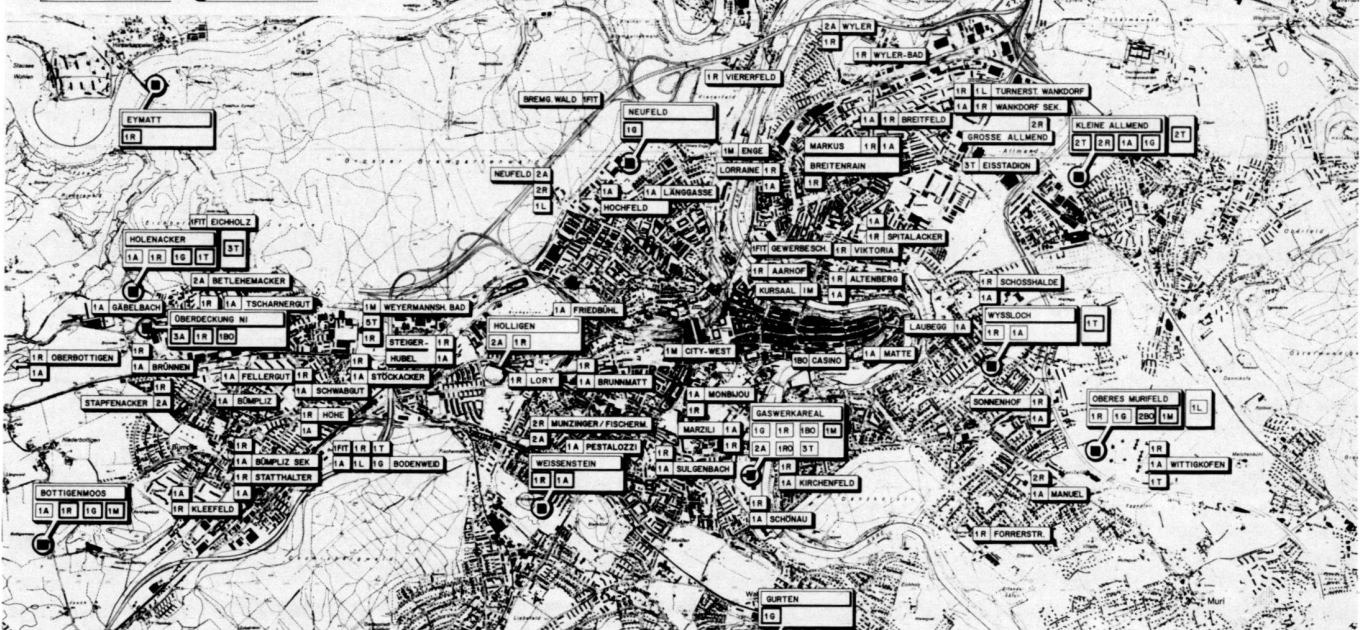 2A WYLER
1R
1R WYLER-BAD
1R VIERERFELD
1R 1L TURNERST. WANKDORF
BREMG. WALD 1FIT
1A 1R WANKDORF SEK.
EYMATT
1R
NEUFELD
1G
1A 1R BREITFELD
2R
GROSSE ALLMEND
KLEINE ALLMEND
2T 2R 1A 1G
2T
Allmend
1M ENGE
MARKUS 1R 1A
BREITENRAIN
1R
3T EISSTADION
NEUFELD 2A
2R
1L
LORRAINE 1R
1A
1A
1A LÄNGGASSE
HOCHFELD
1FIT EICHHOLZ
HOLENACKER
1A 1R 1G 1T
3T
1A
1R SPITALACKER
1FIT GEWERBESCH.
1R VIKTORIA
2A BETLEHEMACKER
1R AARHOF
KURSAAL 1M
1R ALTENBERG
1A
1R SCHOSSHALDE
1A
1A GÄBELBACH
1R 1A TSCHARNERGUT
1M WEYERMANNSH. BAD
5T
1R
1A FRIEDBÜHL
ÜBERDECKUNG NI
3A 1R 1BO
HOLLIGEN
2A 1R
LAUBEGG 1A
WYSSLOCH
1R 1A
1T
STEIGER-
HUBEL
1R
1A
1R OBERBOTTIGEN
1A
1R
1A BRÜNNEN
1R
1M CITY-WEST
1BO CASINO
1A MATTE
1R
1A STÖCKACKER
1A FELLERGUT 1R
1R LORY
1R
1A BRUNNMATT
1A SCHWABGUT
STAPFENACKER 2A
1A BÜMPLIZ
1A MONBIJOU
1R
SONNENHOF 1R
1A
OBERES MURIFELD
1R 1G 2BO 1M
1L
1R HÖHE
1A
2R MUNZINGER/FISCHERM.
2A
MARZILI 1A
1R
GASWERKAREAL
1G 1R 1BO 1M
2A 1RO 3T
Niederbottigen
1R
1A BÜMPLIZ SEK
1R STATTHALTER
1A
1FIT 1R 1T
1A 1L 1G BODENWEID
1A PESTALOZZI
1R
1A SULGENBACH
1R
1A KIRCHENFELD
1R
1A WITTIGKOFEN
1T
WEISSENSTEIN
1R 1A
2R
1A MANUEL
BOTTIGENMOOS
1A 1R 1G 1M
1A
1R KLEEFELD
1R
1A SCHÖNAU
1R FORRERSTR.
GURTEN
1G
Muri